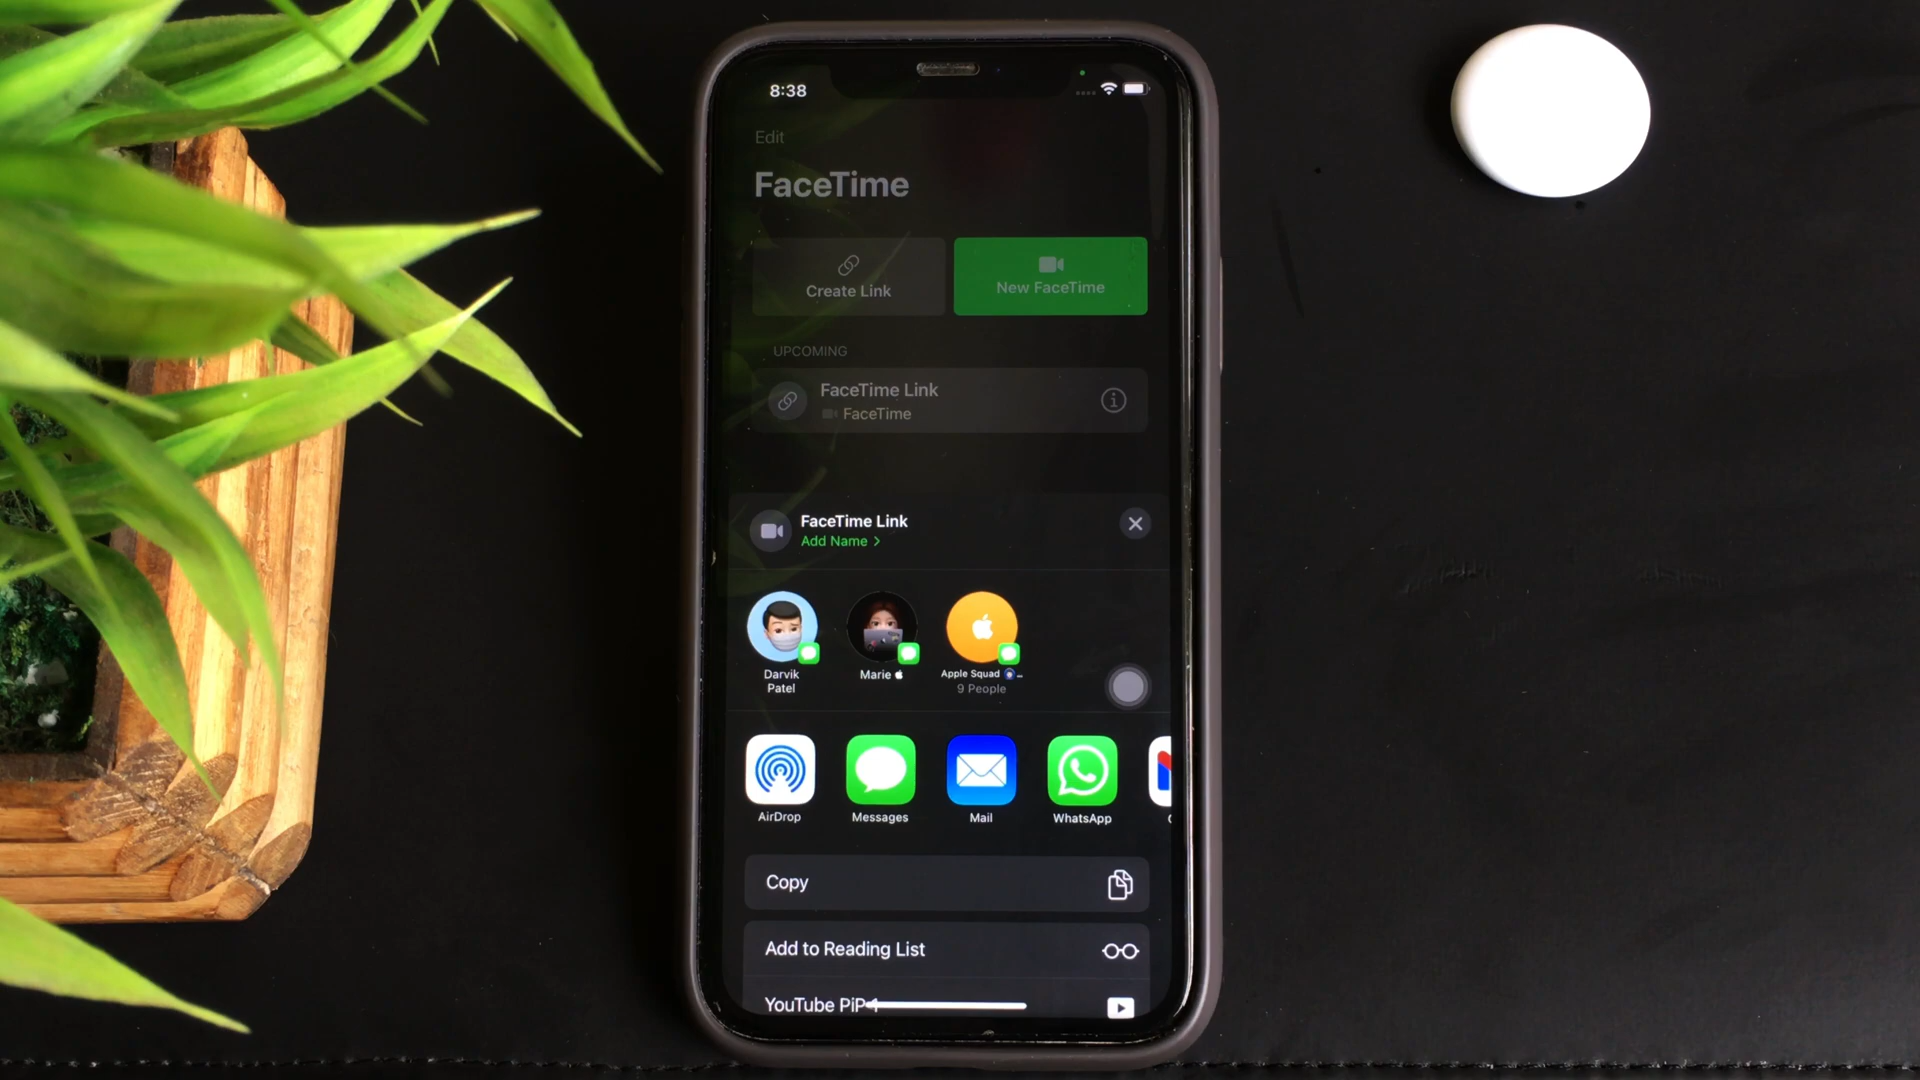 8:38
Edit
FaceTime
Create Link
New FaceTime
UPCOMING
FaceTime Link
FaceTime
FaceTime Link
Add Name >
Darvik
Patel
Marie
Apple Squad
9 People
AirDrop
Messages
Mail
WhatsApp
Copy
Add to Reading List
YouTube PiP